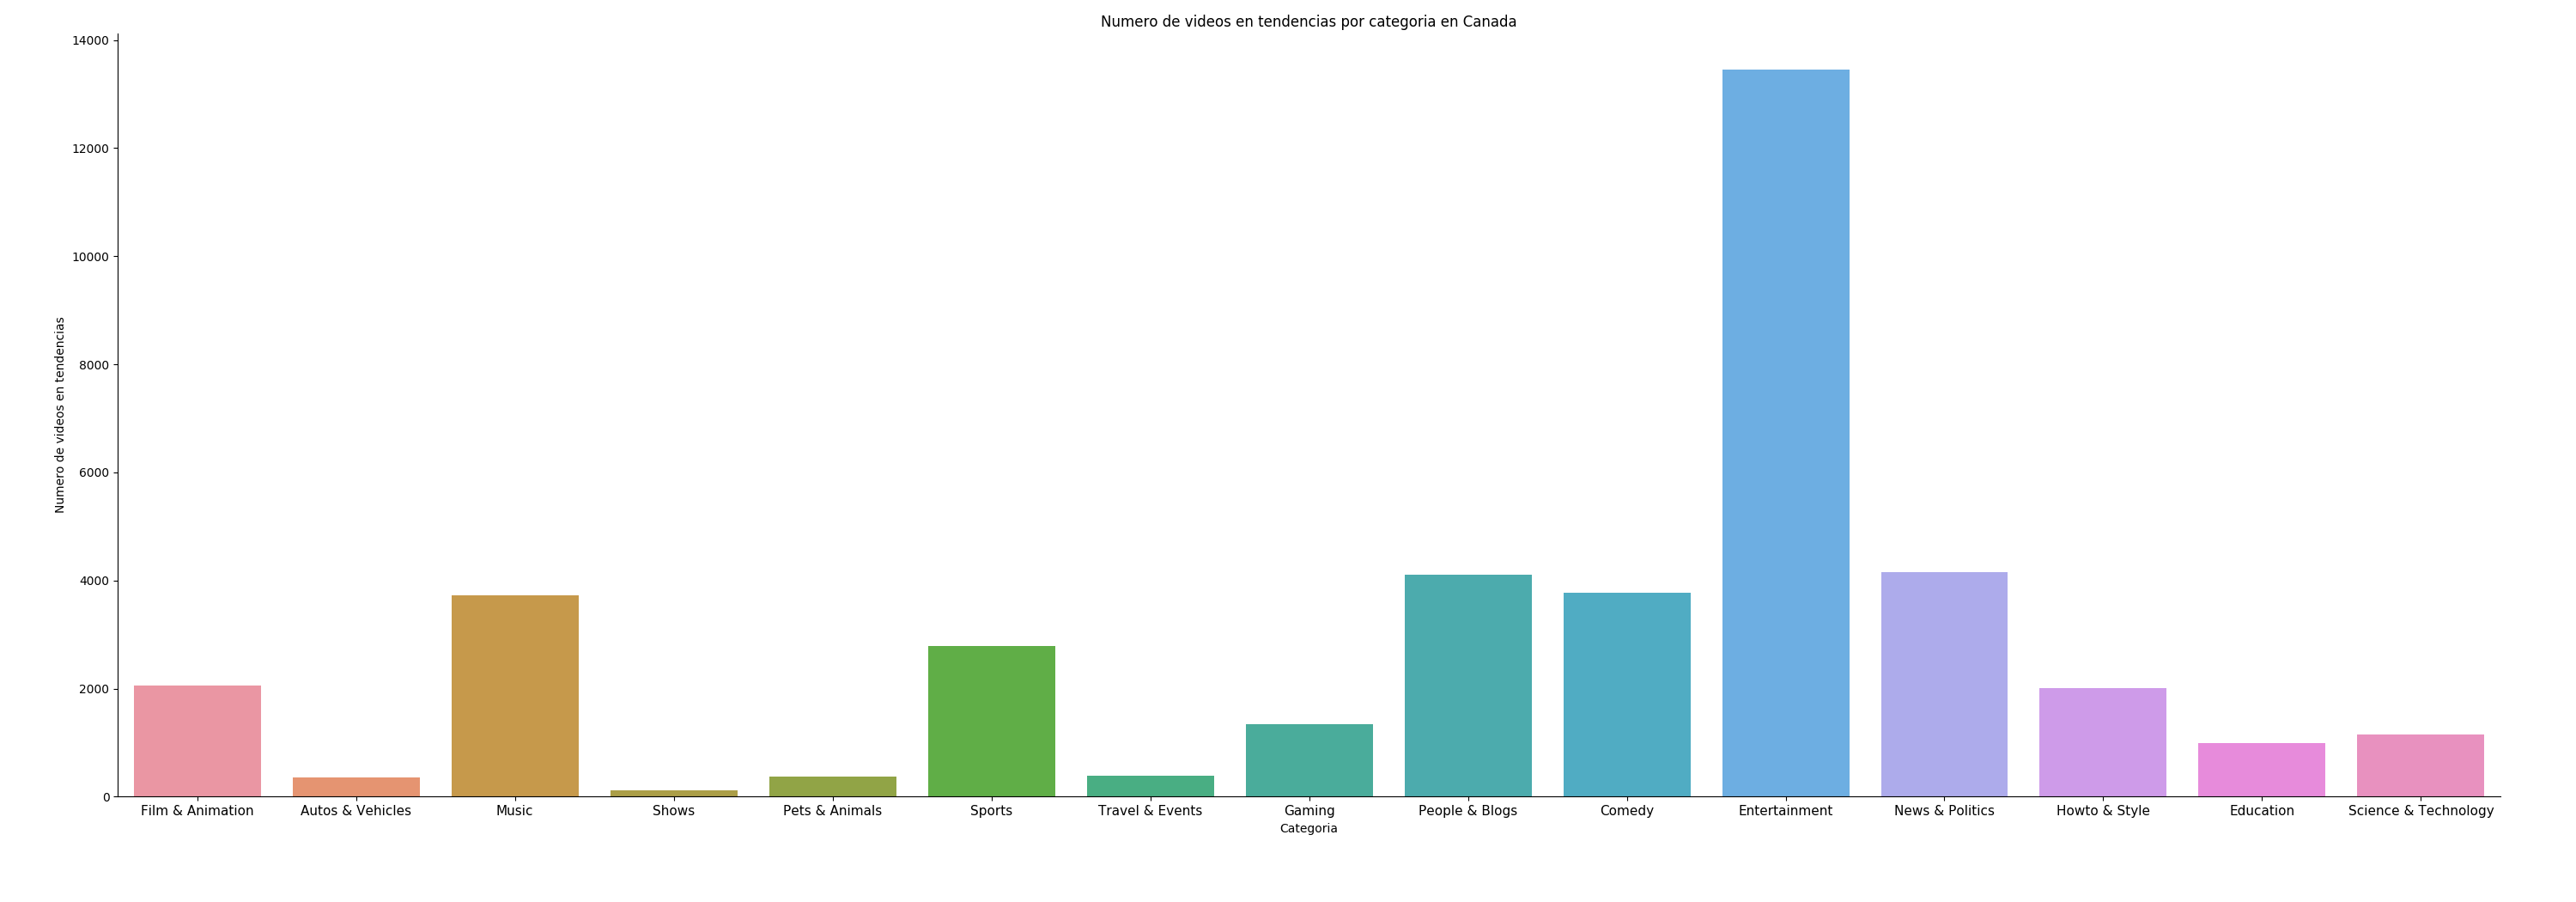 Numero de videos en tendencias por categoria en Canada
14000
12000
10000
8000
6000
4000
2000
0
Numero de videos en tendencias
Film & Animation Autos & Vehicles Music Shows Pets & Animals Sports Travel & Events Gaming People & Blogs Comedy Entertainment News & Politics Howto & Style Education Science & Technology
Categoria